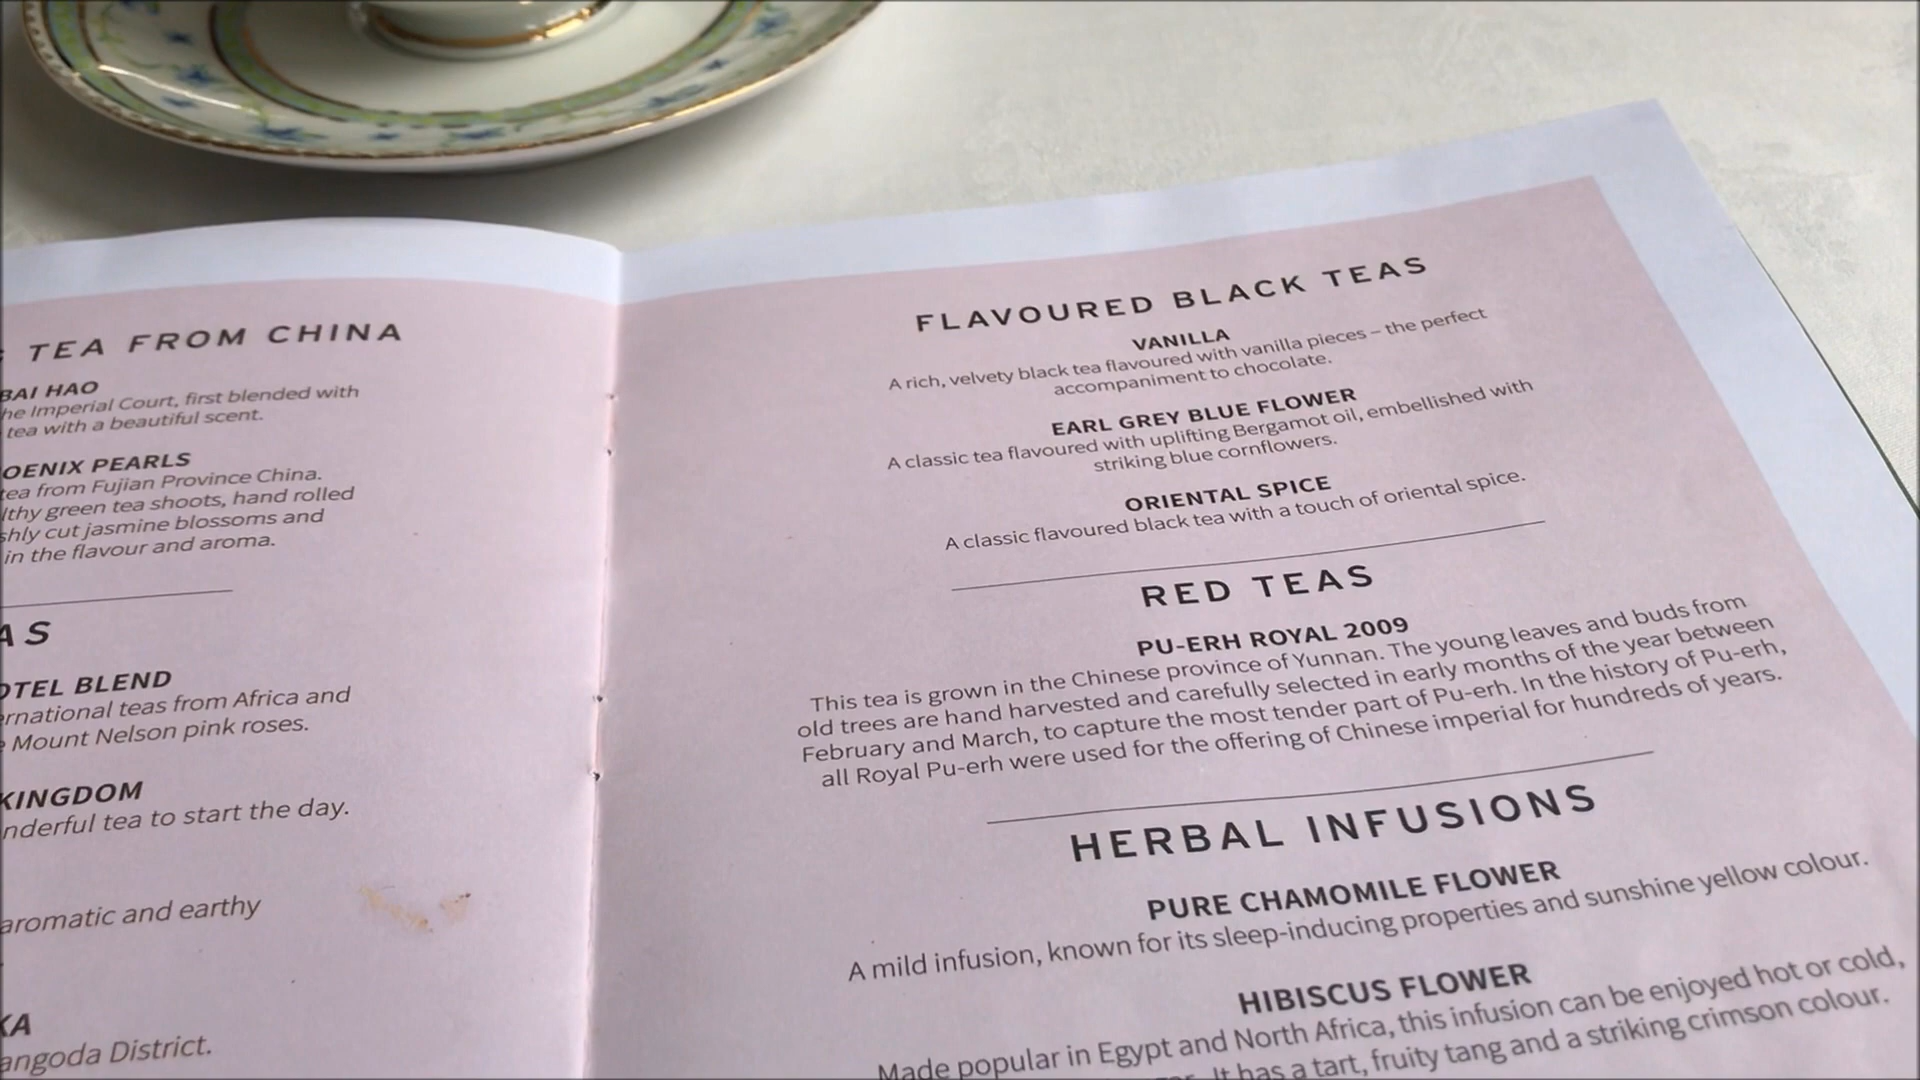 TEA FROM CHINA
BAI HAO
he Imperial Court, first blended with
tea with a beautiful scent.
OENIX PEARLS
tea from Fujian Province China.
lthy green tea shoots, hand rolled
shly cut jasmine blossoms and
in the flavour and aroma.
AS
OTEL BLEND
ernational teas from Africa and
Mount Nelson pink roses.
KINGDOM
nderful tea to start the day.
aromatic and earthy
KA
angoda District.
FLAVOURED BLACK TEAS
VANILLA
A rich, velvety black tea flavoured with vanilla pieces – the perfect
accompaniment to chocolate.
EARL GREY BLUE FLOWER
A classic tea flavoured with uplifting Bergamot oil, embellished with
striking blue cornflowers.
ORIENTAL SPICE
A classic flavoured black tea with a touch of oriental spice.
RED TEAS
PU-ERH ROYAL 2009
This tea is grown in the Chinese province of Yunnan. The young leaves and buds from
old trees are hand harvested and carefully selected in early months of the year between
February and March, to capture the most tender part of Pu-erh. In the history of Pu-erh,
all Royal Pu-erh were used for the offering of Chinese imperial for hundreds of years.
HERBAL INFUSIONS
PURE CHAMOMILE FLOWER
A mild infusion, known for its sleep-inducing properties and sunshine yellow colour.
HIBISCUS FLOWER
Made popular in Egypt and North Africa, this infusion can be enjoyed hot or cold,
It has a tart, fruity tang and a striking crimson colour.